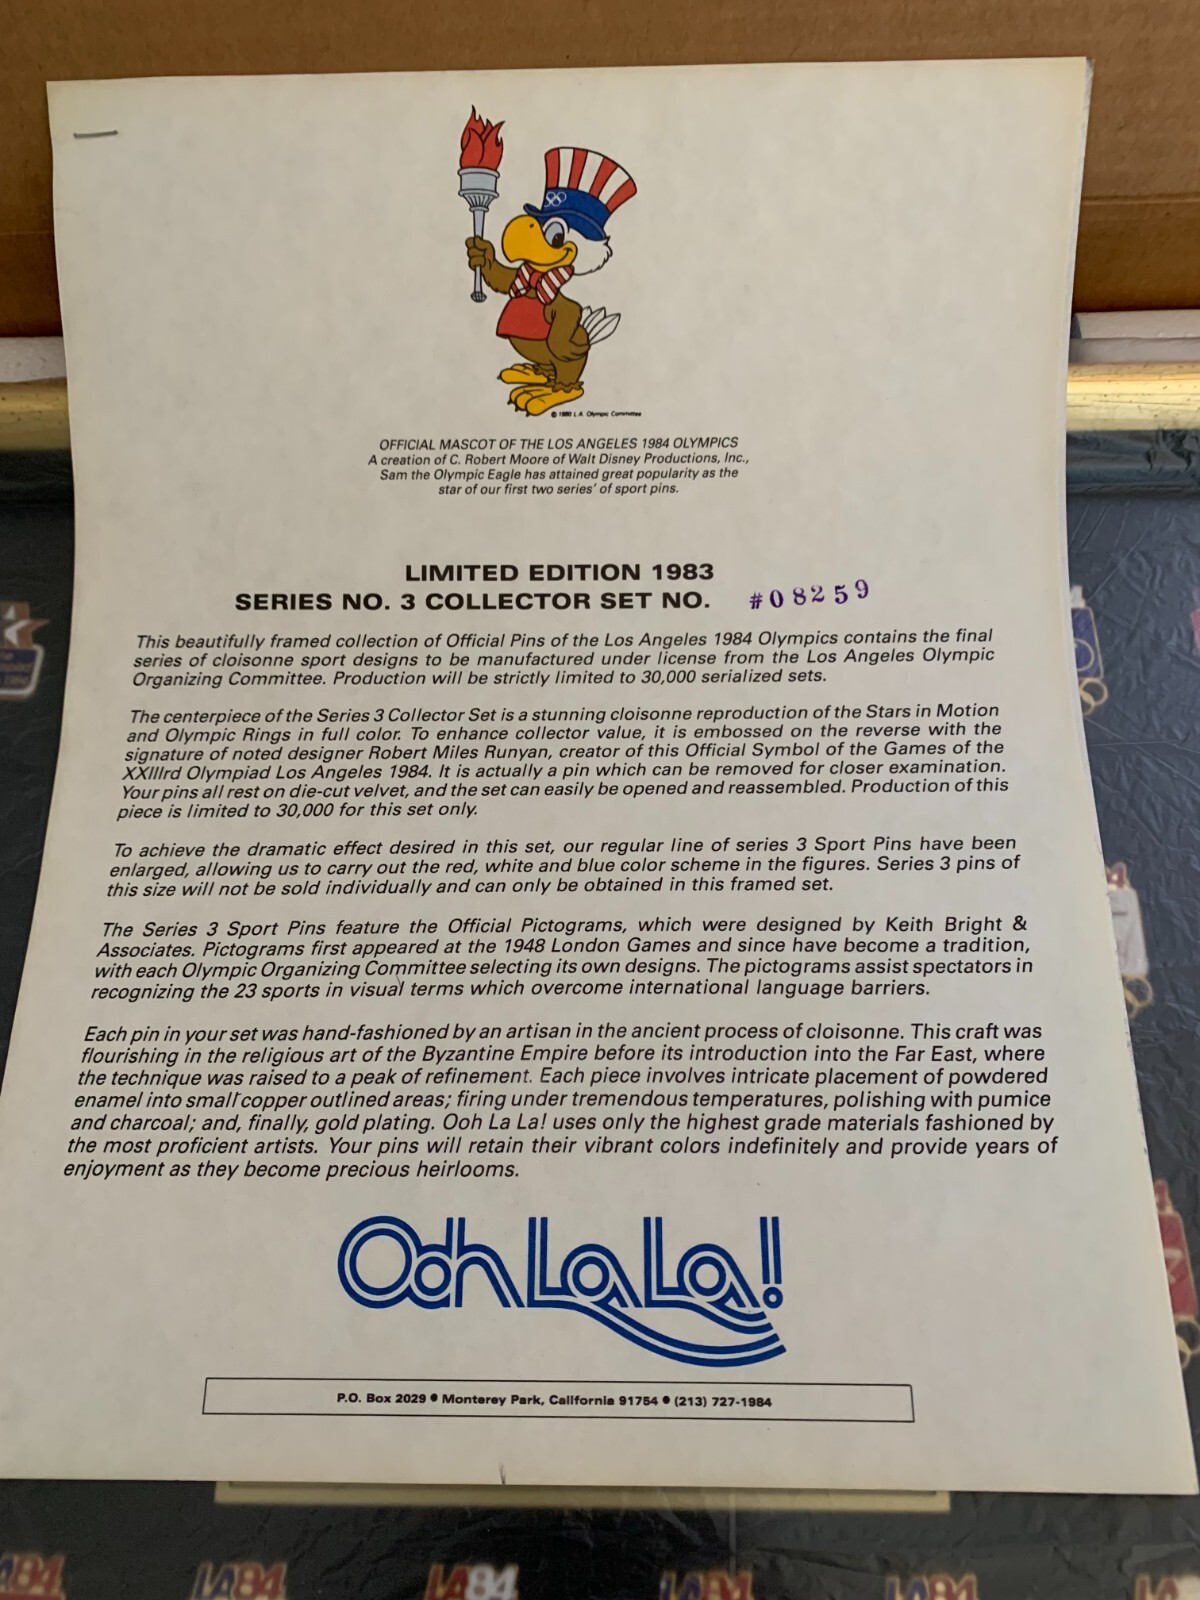 © 1980 L.A. Olympic Committee
OFFICIAL MASCOT OF THE LOS ANGELES 1984 OLYMPICS
A creation of C. Robert Moore of Walt Disney Productions, Inc.,
Sam the Olympic Eagle has attained great popularity as the
star of our first two series' of sport pins.
LIMITED EDITION 1983
SERIES NO. 3 COLLECTOR SET NO. #08259
This beautifully framed collection of Official Pins of the Los Angeles 1984 Olympics contains the final
series of cloisonne sport designs to be manufactured under license from the Los Angeles Olympic
Organizing Committee. Production will be strictly limited to 30,000 serialized sets.
The centerpiece of the Series 3 Collector Set is a stunning cloisonne reproduction of the Stars in Motion
and Olympic Rings in full color. To enhance collector value, it is embossed on the reverse with the
signature of noted designer Robert Miles Runyan, creator of this Official Symbol of the Games of the
XXIIIrd Olympiad Los Angeles 1984. It is actually a pin which can be removed for closer examination.
Your pins all rest on die-cut velvet, and the set can easily be opened and reassembled. Production of this
piece is limited to 30,000 for this set only.
To achieve the dramatic effect desired in this set, our regular line of series 3 Sport Pins have been
enlarged, allowing us to carry out the red, white and blue color scheme in the figures. Series 3 pins of
this size will not be sold individually and can only be obtained in this framed set.
The Series 3 Sport Pins feature the Official Pictograms, which were designed by Keith Bright &
Associates. Pictograms first appeared at the 1948 London Games and since have become a tradition,
with each Olympic Organizing Committee selecting its own designs. The pictograms assist spectators in
recognizing the 23 sports in visual terms which overcome international language barriers.
Each pin in your set was hand-fashioned by an artisan in the ancient process of cloisonne. This craft was
flourishing in the religious art of the Byzantine Empire before its introduction into the Far East, where
the technique was raised to a peak of refinement. Each piece involves intricate placement of powdered
enamel into small copper outlined areas; firing under tremendous temperatures, polishing with pumice
and charcoal; and, finally, gold plating. Ooh La La! uses only the highest grade materials fashioned by
the most proficient artists. Your pins will retain their vibrant colors indefinitely and provide years of
enjoyment as they become precious heirlooms.
Ooh La La!
P.O. Box 2029 • Monterey Park, California 91754 • (213) 727-1984
LA84 LA84 LA84 LA84